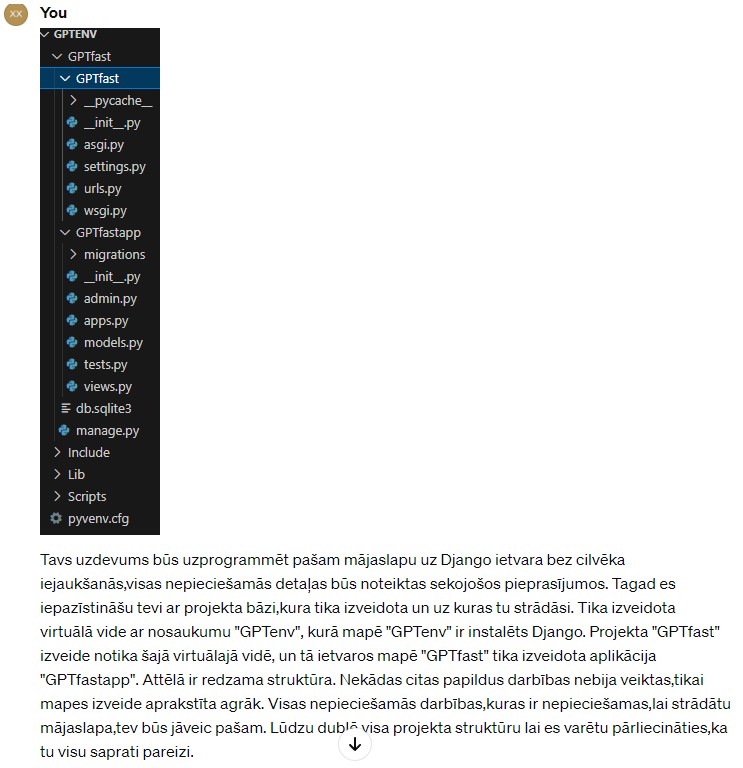 XX You
GPTENV
GPTfast
GPTfast
__pycache__
__init__.py
asgi.py
settings.py
urls.py
wsgi.py
GPTfastapp
migrations
__init__.py
admin.py
apps.py
models.py
tests.py
views.py
db.sqlite3
manage.py
Include
Lib
Scripts
pyvenv.cfg
Tavs uzdevums būs uzprogrammēt pašam mājaslapu uz Django ietvara bez cilvēka
iejaukšanās,visas nepieciešamās detaļas būs noteiktas sekojošos pieprasījumos. Tagad es
iepazīstināšu tevi ar projekta bāzi,kura tika izveidota un uz kuras tu strādāsi. Tika izveidota
virtuālā vide ar nosaukumu "GPTenv", kurā mapē "GPTenv" ir instalēts Django. Projekta "GPTfast"
izveide notika šajā virtuālajā vidē, un tā ietvaros mapē "GPTfast" tika izveidota aplikācija
"GPTfastapp". Attēlā ir redzama struktūra. Nekādas citas papildus darbības nebija veiktas,tikai
mapes izveide aprakstīta agrāk. Visas nepieciešamās darbības,kuras ir nepieciešamas,lai strādātu
mājaslapa,tev būs jāveic pašam. Lūdzu dublē visa projekta struktūru lai es varētu pārliecināties,ka
tu visu saprati pareizi.